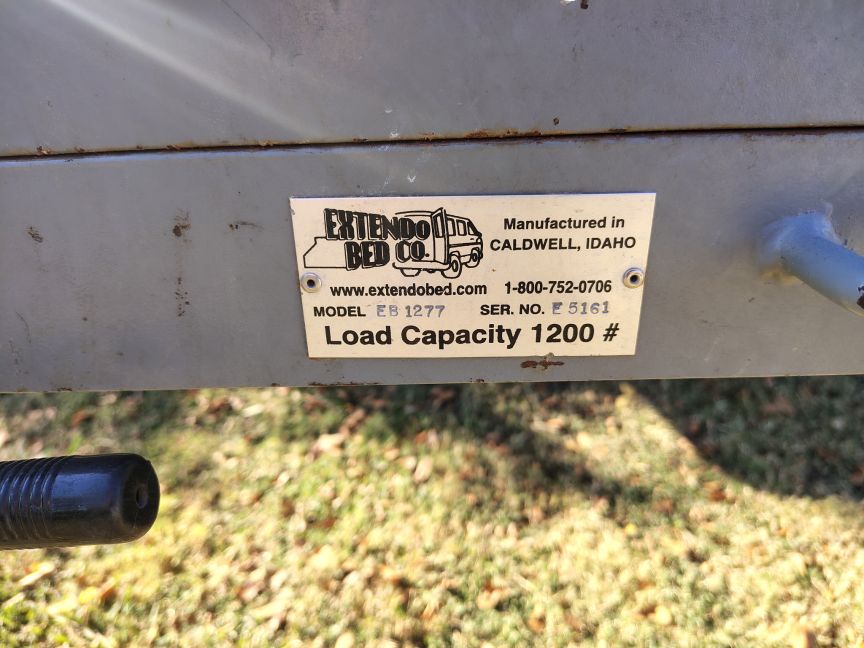 EXTENDO
BED CO.
Manufactured in
CALDWELL, IDAHO
www.extendobed.com 1-800-752-0706
MODEL EB 1277 SER. NO. E 5161
Load Capacity 1200 #